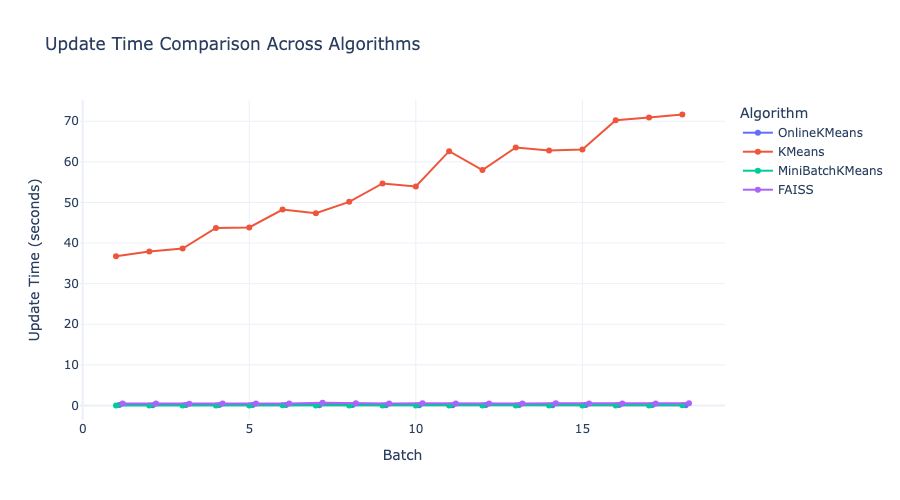 Update Time Comparison Across Algorithms
Update Time (seconds)
70
60
50
40
30
20
10
0
0
5
10
15
Batch
Algorithm
OnlineKMeans
KMeans
MiniBatchKMeans
FAISS